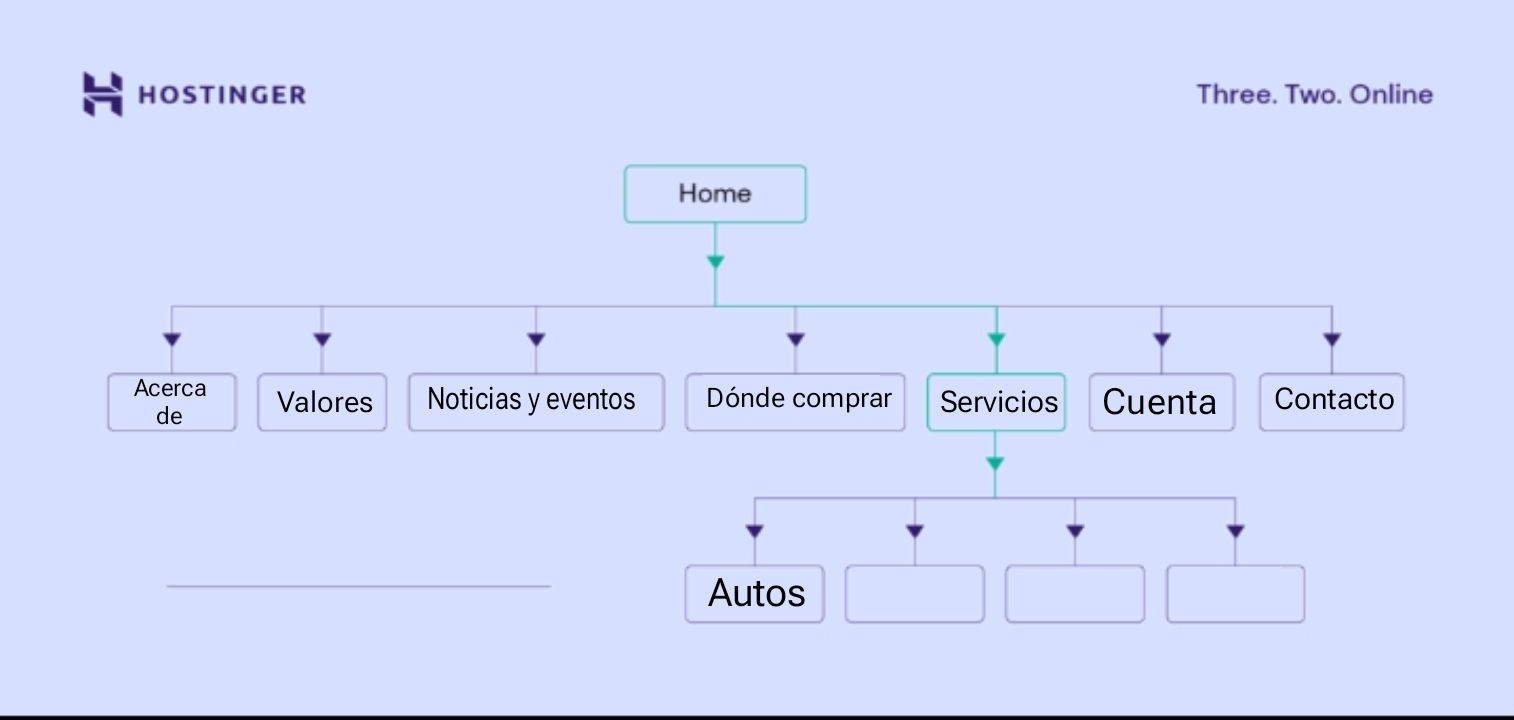 HOSTINGER
Three. Two. Online
Home
Acerca
de
Valores
Noticias y eventos
Dónde comprar
Servicios
Cuenta
Contacto
Autos